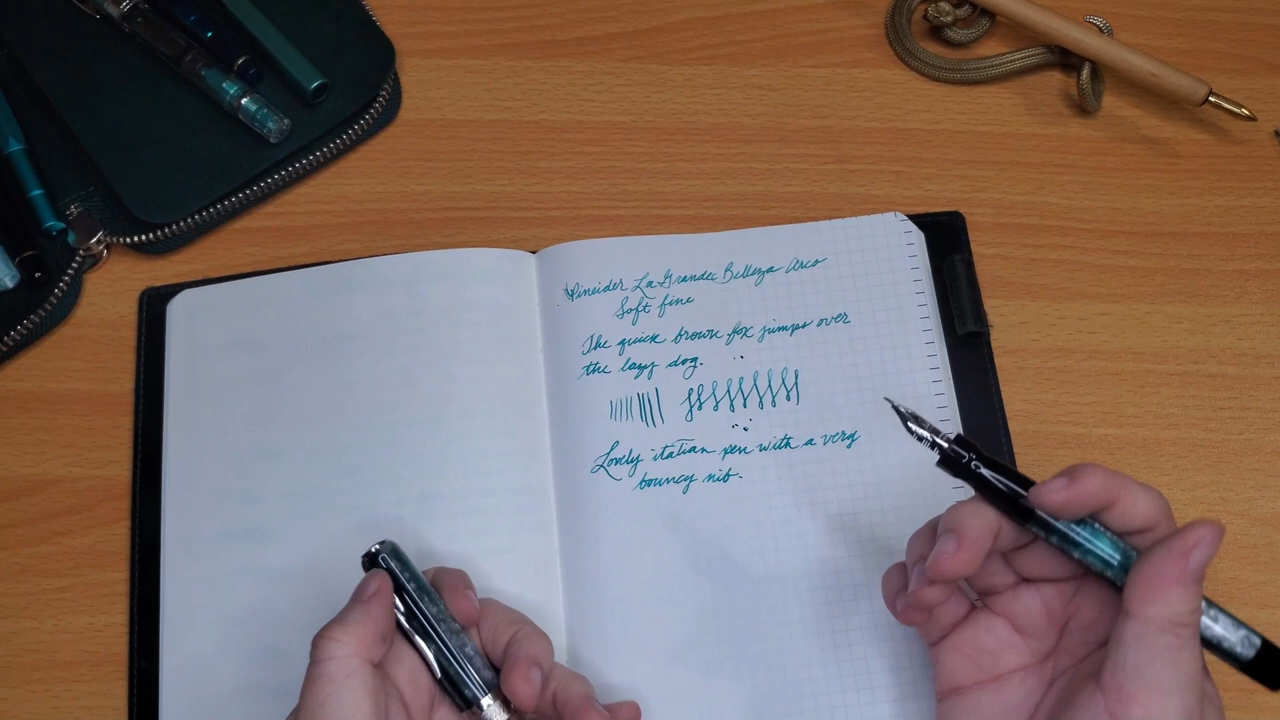 Pineider La Grande Bellezza Arco
Soft fine
The quick brown fox jumps over
the lazy dog.
Lovely italian pen with a very
bouncy nib.